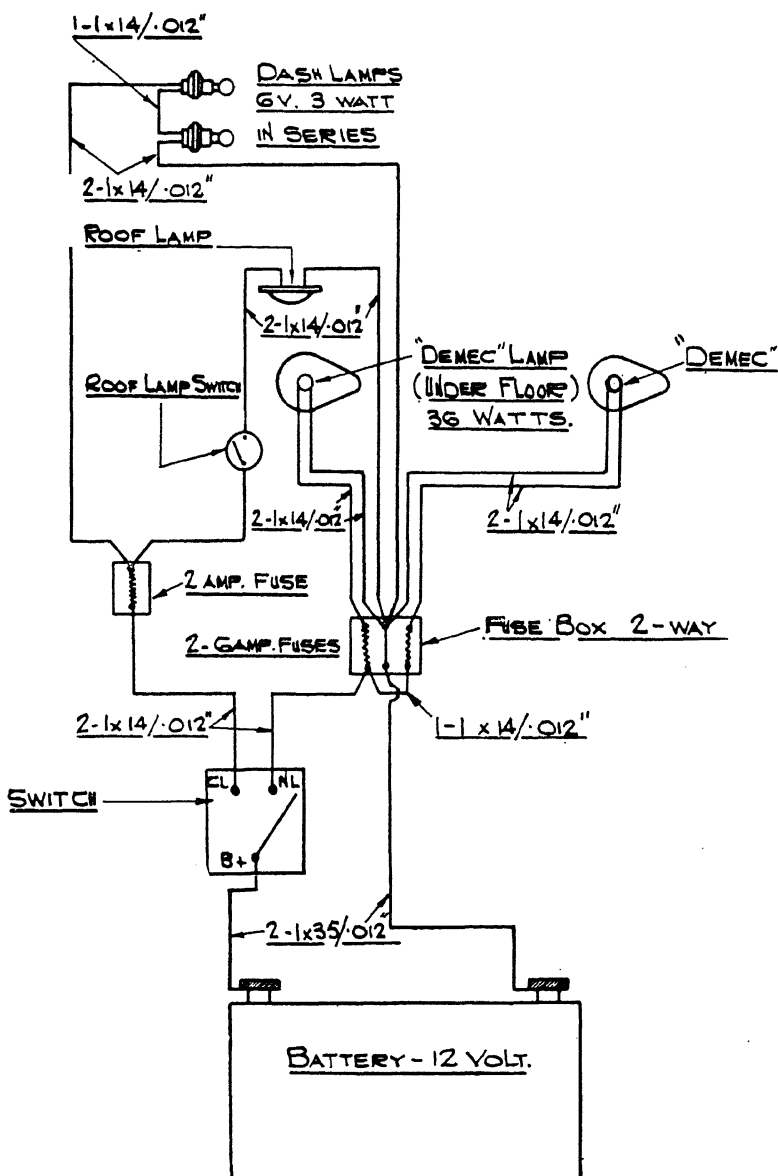 1-1x14/·012"
DASH LAMPS
6V. 3 WATT
IN SERIES
2-1x14/·012"
ROOF LAMP
2-1x14/·012"
"DEMEC" LAMP
(UNDER FLOOR)
36 WATTS.
"DEMEC"
ROOF LAMP SWITCH
2-1x14/·012"
2-1x14/·012"
2 AMP. FUSE
2-6AMP. FUSES
FUSE BOX 2-WAY
2-1x14/·012"
1-1 x 14/·012"
SWITCH
CL
NL
B+
2-1x35/·012"
BATTERY - 12 VOLT.